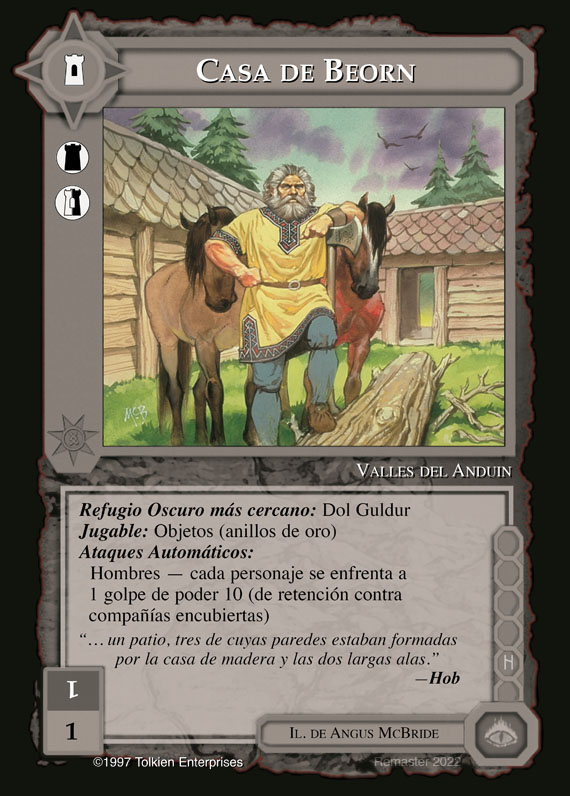 CASA DE BEORN
McB
VALLES DEL ANDUIN
Refugio Oscuro más cercano: Dol Guldur
Jugable: Objetos (anillos de oro)
Ataques Automáticos:
Hombres — cada personaje se enfrenta a
1 golpe de poder 10 (de retención contra
compañías encubiertas)
“… un patio, tres de cuyas paredes estaban formadas
por la casa de madera y las dos largas alas.”
—Hob
1
1
IL. DE ANGUS MCBRIDE
©1997 Tolkien Enterprises
Remaster 2022